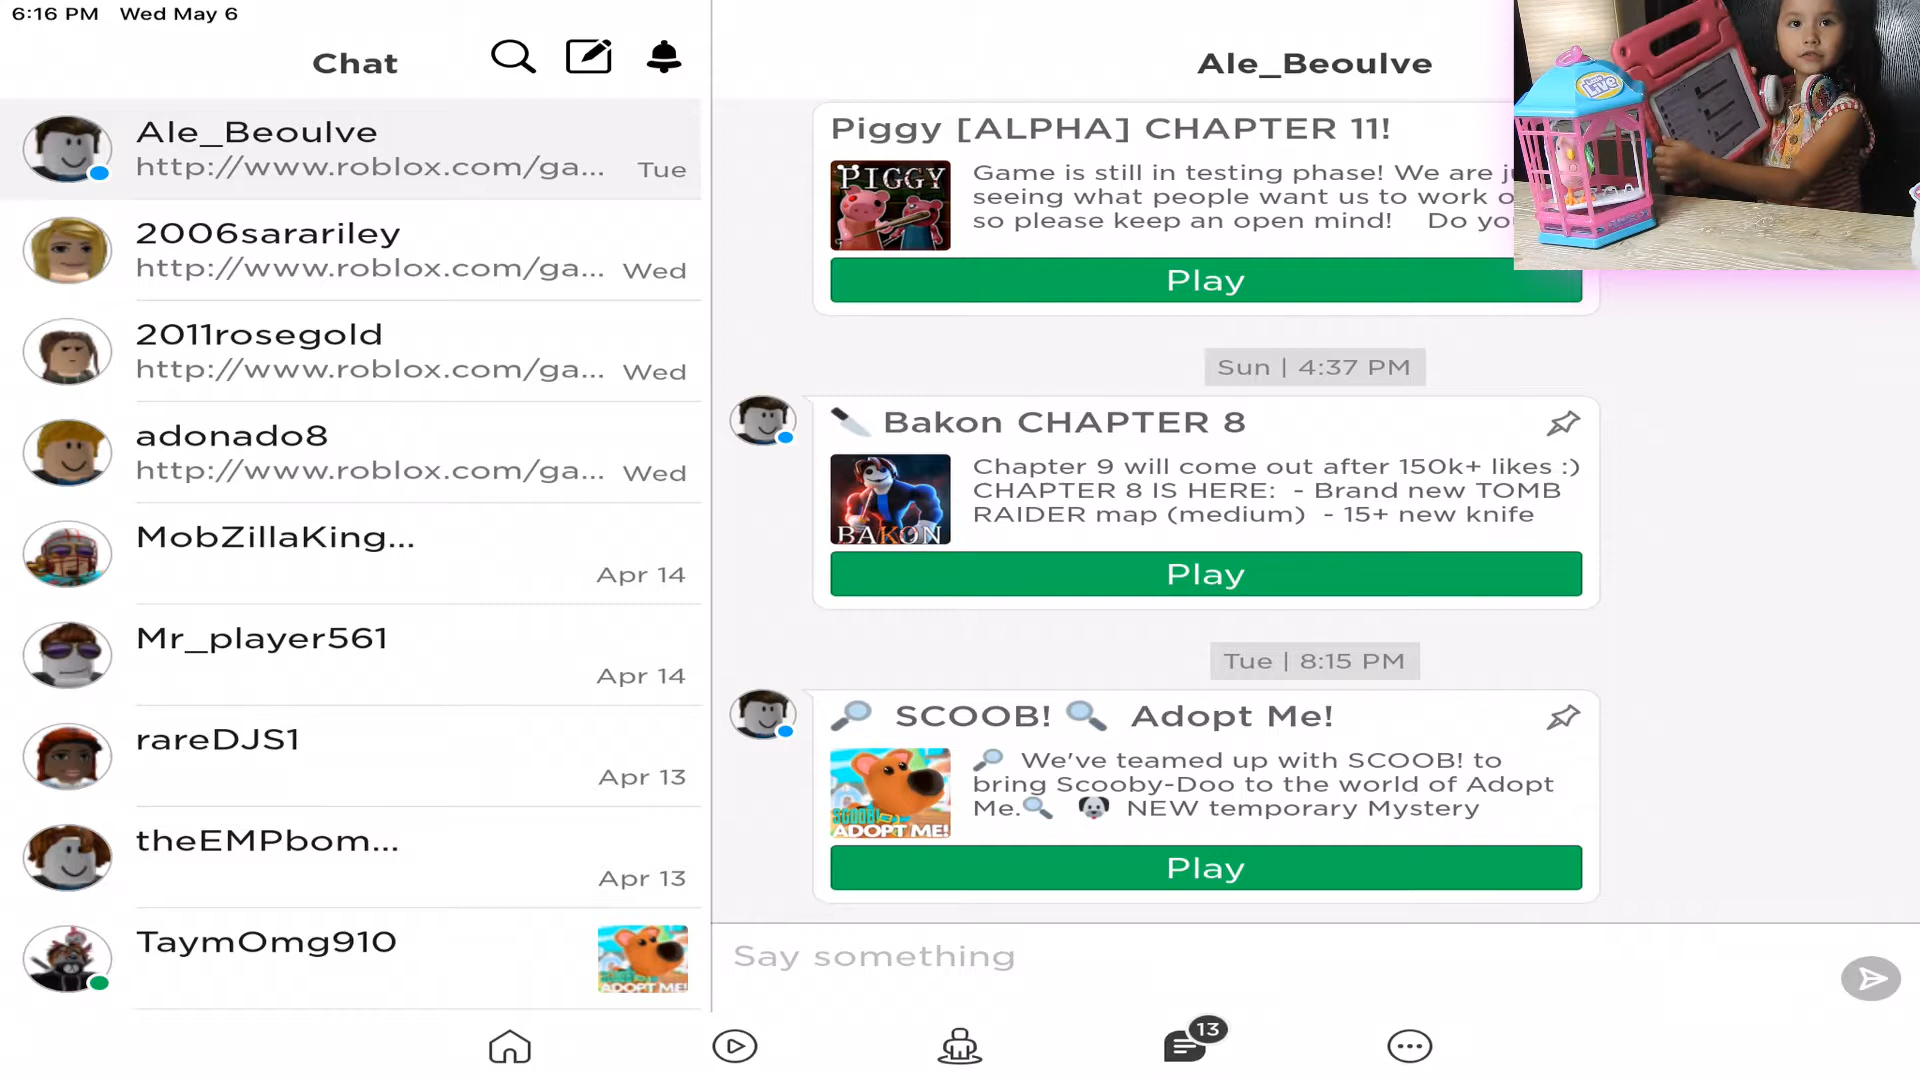 6:16 PM Wed May 6
Chat
Ale_Beoulve
http://www.roblox.com/ga... Tue
2006sarariley
http://www.roblox.com/ga... Wed
2011rosegold
http://www.roblox.com/ga... Wed
adonado8
http://www.roblox.com/ga... Wed
MobZillaKing...
Apr 14
Mr_player561
Apr 14
rareDJS1
Apr 13
theEMPbom...
Apr 13
TaymOmg910
ADOPT ME!
Ale_Beoulve
Piggy [ALPHA] CHAPTER 11!
PIGGY
Game is still in testing phase! We are
seeing what people want us to work
so please keep an open mind! Do
Play
Sun | 4:37 PM
Bakon CHAPTER 8
BAKON
Chapter 9 will come out after 150k+ likes :)
CHAPTER 8 IS HERE: - Brand new TOMB
RAIDER map (medium) - 15+ new knife
Play
Tue | 8:15 PM
SCOOB! Adopt Me!
SCOOB!
ADOPT ME!
We've teamed up with SCOOB! to
bring Scooby-Doo to the world of Adopt
Me. NEW temporary Mystery
Play
Say something
13
Live